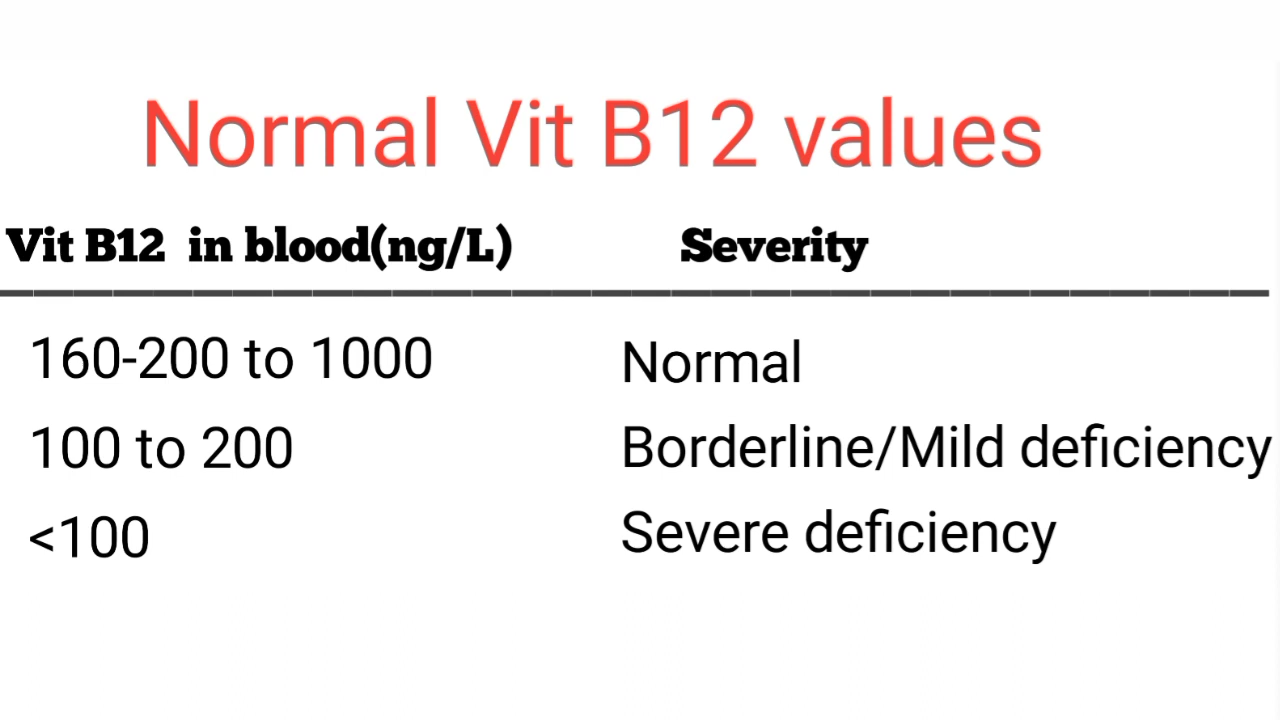 Normal Vit B12 values
Vit B12 in blood(ng/L) Severity
160-200 to 1000 Normal
100 to 200 Borderline/Mild deficiency
<100 Severe deficiency